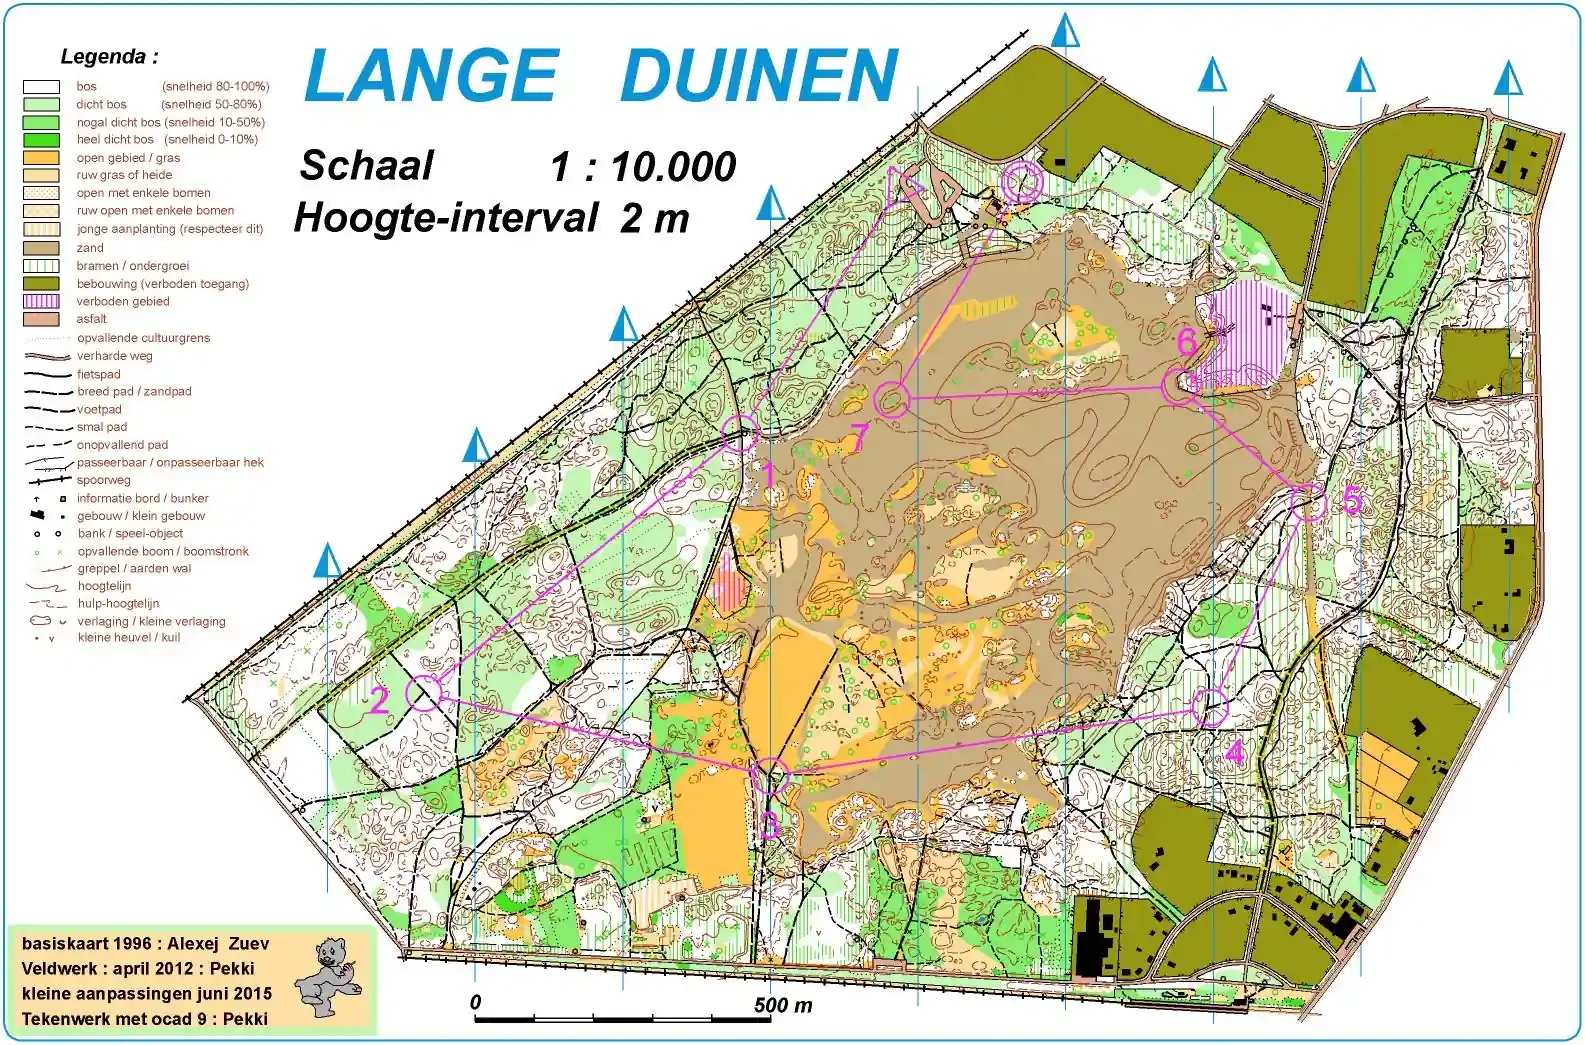 LANGE DUINEN
Schaal 1 : 10.000
Hoogte-interval 2 m
Legenda :
bos (snelheid 80-100%)
dicht bos (snelheid 50-80%)
nogal dicht bos (snelheid 10-50%)
heel dicht bos (snelheid 0-10%)
open gebied / gras
ruw gras of heide
open met enkele bomen
ruw open met enkele bomen
jonge aanplanting (respecteer dit)
zand
bramen / ondergroei
bebouwing (verboden toegang)
verboden gebied
asfalt
opvallende cultuurgrens
verharde weg
fietspad
breed pad / zandpad
voetpad
smal pad
onopvallend pad
passeerbaar / onpasseerbaar hek
spoorweg
informatie bord / bunker
gebouw / klein gebouw
bank / speel-object
opvallende boom / boomstronk
greppel / aarden wal
hoogtelijn
hulp-hoogtelijn
verlaging / kleine verlaging
kleine heuvel / kuil
6
7
1
5
2
4
3
basiskaart 1996 : Alexej Zuev
Veldwerk : april 2012 : Pekki
kleine aanpassingen juni 2015
Tekenwerk met ocad 9 : Pekki
0 500 m